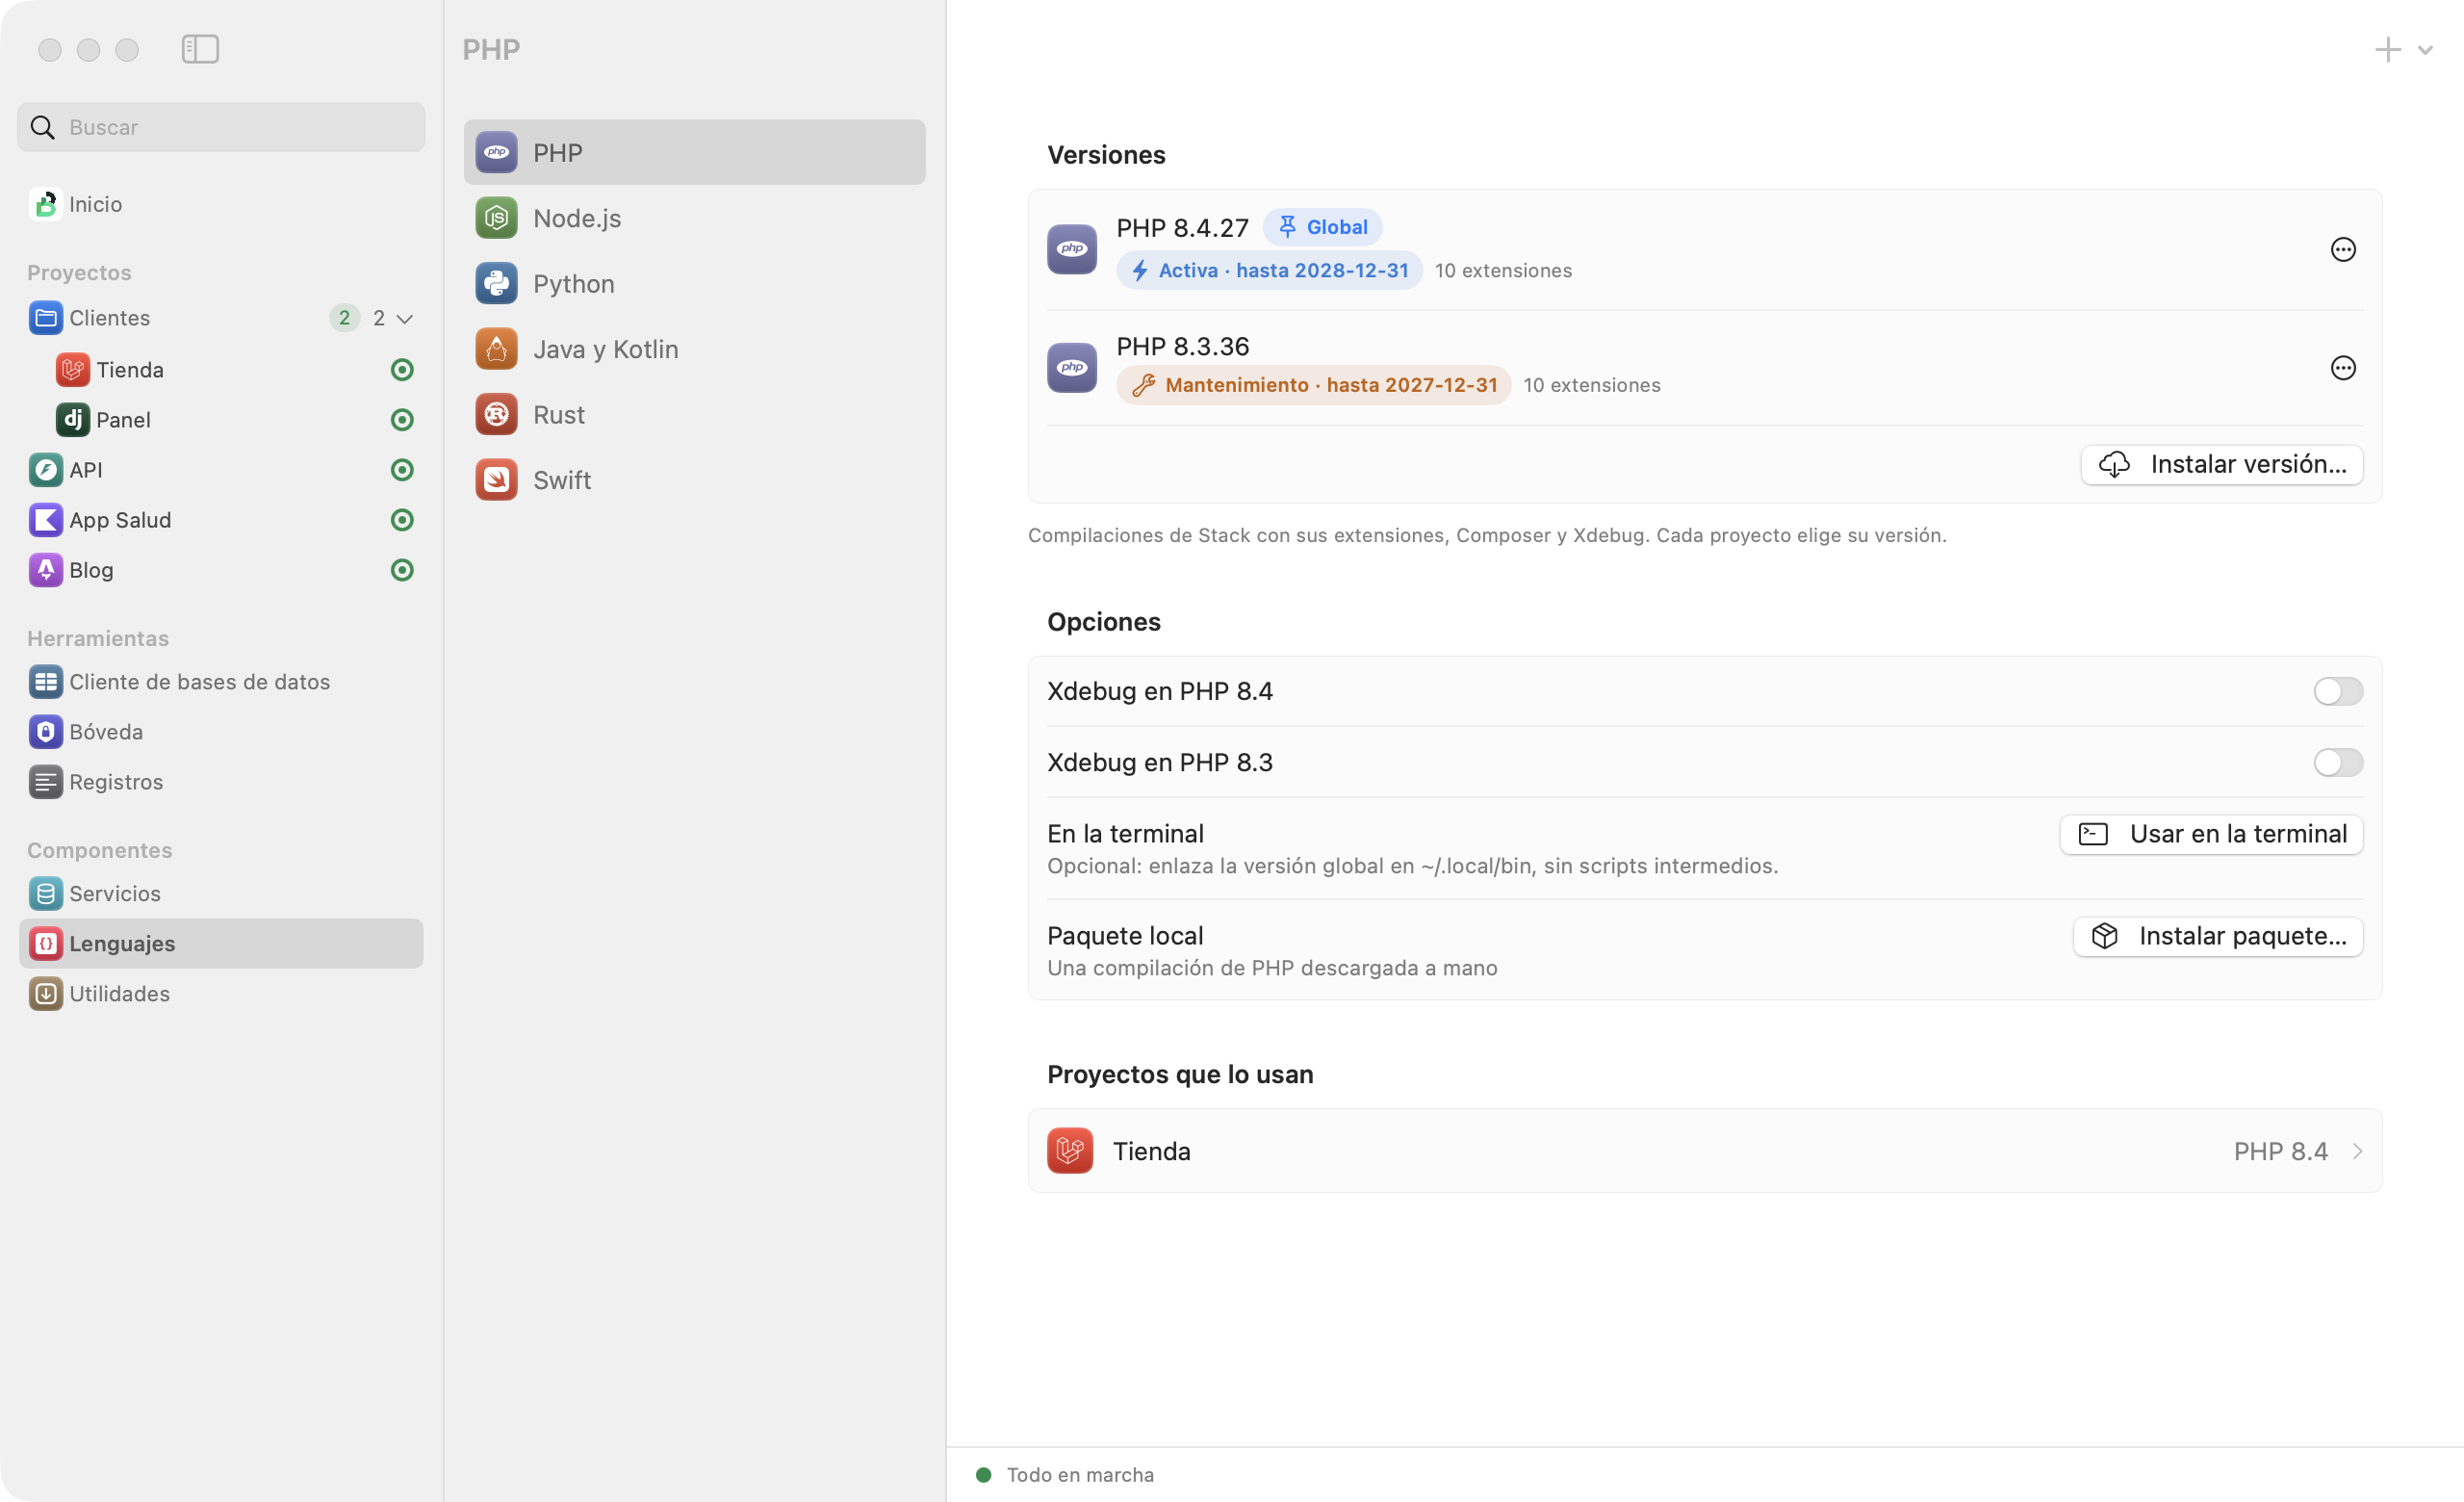 Buscar
Inicio
Proyectos
Clientes 2 2
Tienda
Panel
API
App Salud
Blog
Herramientas
Cliente de bases de datos
Bóveda
Registros
Componentes
Servicios
Lenguajes
Utilidades
PHP
php PHP
Node.js
Python
Java y Kotlin
Rust
Swift
Versiones
php
PHP 8.4.27 Global
Activa · hasta 2028-12-31 10 extensiones
php
PHP 8.3.36
Mantenimiento · hasta 2027-12-31 10 extensiones
Instalar versión...
Compilaciones de Stack con sus extensiones, Composer y Xdebug. Cada proyecto elige su versión.
Opciones
Xdebug en PHP 8.4
Xdebug en PHP 8.3
En la terminal Usar en la terminal
Opcional: enlaza la versión global en ~/.local/bin, sin scripts intermedios.
Paquete local Instalar paquete...
Una compilación de PHP descargada a mano
Proyectos que lo usan
Tienda PHP 8.4
Todo en marcha